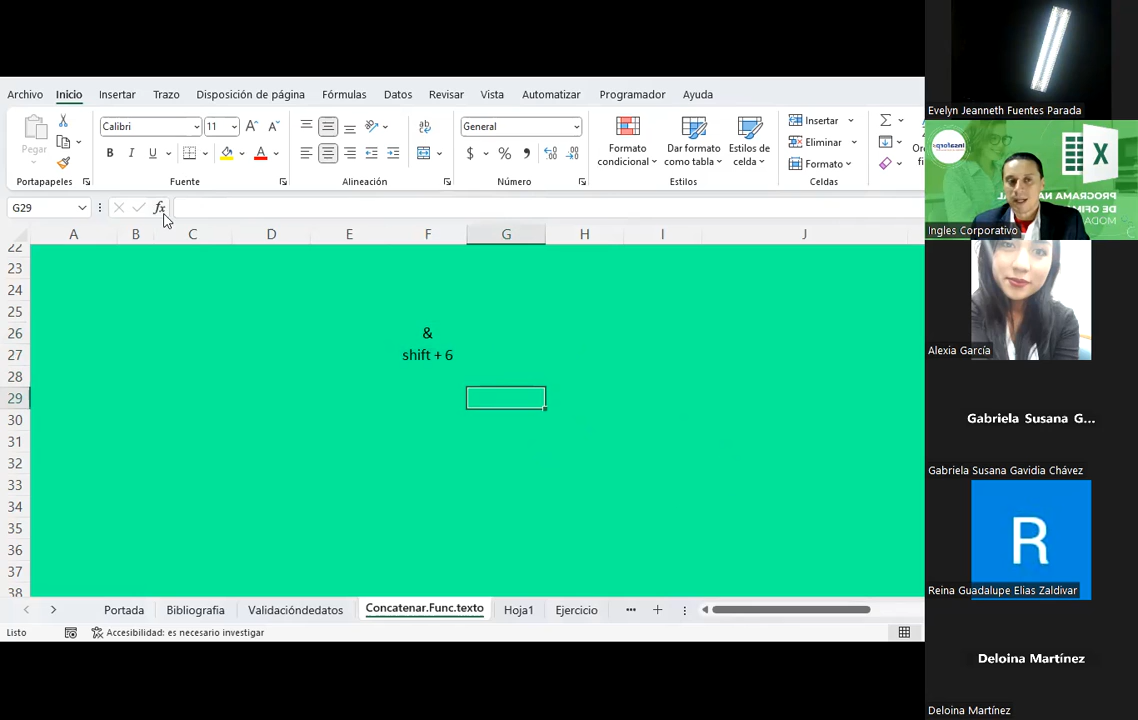 Archivo Inicio Insertar Trazo Disposición de página Fórmulas Datos Revisar Vista Automatizar Programador Ayuda
Pegar
Calibri 11
N K S
General
$ % 000
Formato condicional
Dar formato como tabla
Estilos de celda
Insertar
Eliminar
Formato
Portapapeles Fuente Alineación Número Estilos Celdas
G29 fx
A B C D E F G H I J
22
23
24
25
26 &
27 shift + 6
28
29
30
31
32
33
34
35
36
37
38
Portada Bibliografia Validacióndedatos Concatenar.Func.texto Hoja1 Ejercicio
Listo Accesibilidad: es necesario investigar
Evelyn Jeanneth Fuentes Parada
X
Ingles Corporativo
Alexia García
Gabriela Susana G...
Gabriela Susana Gavidia Chávez
R
Reina Guadalupe Elias Zaldivar
Deloina Martínez
Deloina Martínez